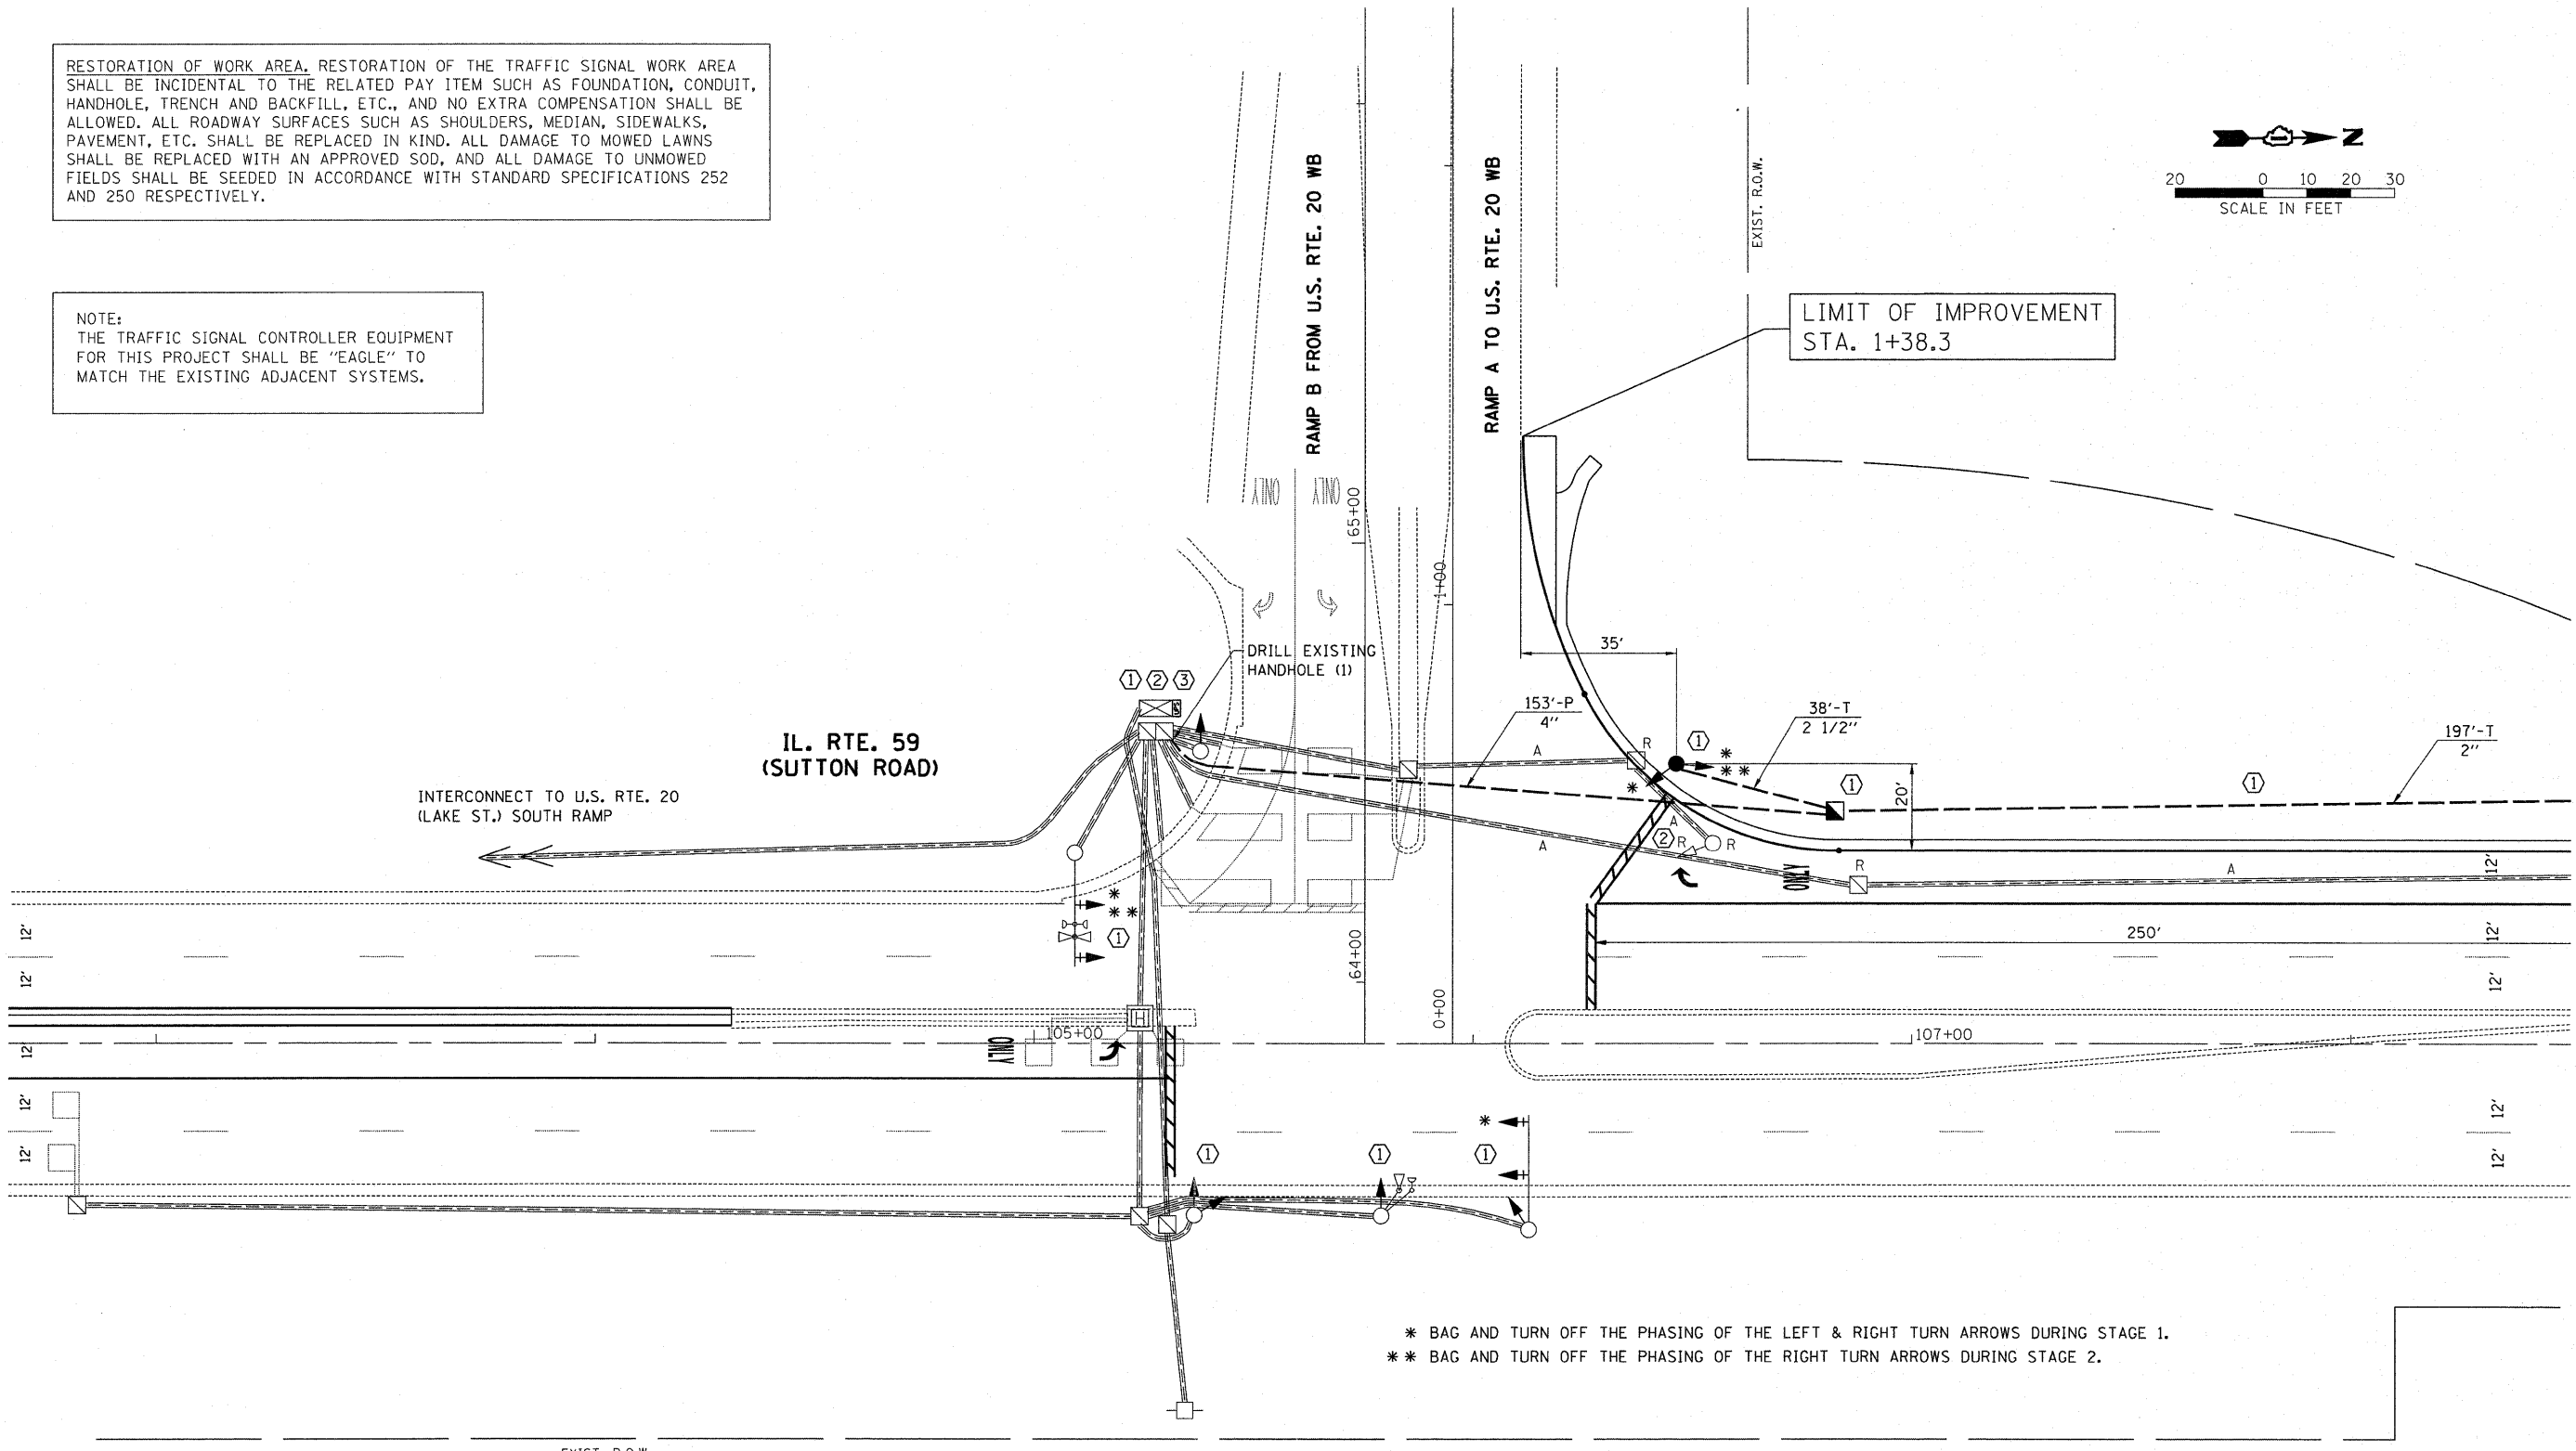 RESTORATION OF WORK AREA. RESTORATION OF THE TRAFFIC SIGNAL WORK AREA
SHALL BE INCIDENTAL TO THE RELATED PAY ITEM SUCH AS FOUNDATION, CONDUIT,
HANDHOLE, TRENCH AND BACKFILL, ETC., AND NO EXTRA COMPENSATION SHALL BE
ALLOWED. ALL ROADWAY SURFACES SUCH AS SHOULDERS, MEDIAN, SIDEWALKS,
PAVEMENT, ETC. SHALL BE REPLACED IN KIND. ALL DAMAGE TO MOWED LAWNS
SHALL BE REPLACED WITH AN APPROVED SOD, AND ALL DAMAGE TO UNMOWED
FIELDS SHALL BE SEEDED IN ACCORDANCE WITH STANDARD SPECIFICATIONS 252
AND 250 RESPECTIVELY.
NOTE:
THE TRAFFIC SIGNAL CONTROLLER EQUIPMENT
FOR THIS PROJECT SHALL BE "EAGLE" TO
MATCH THE EXISTING ADJACENT SYSTEMS.
RAMP B FROM U.S. RTE. 20 WB
RAMP A TO U.S. RTE. 20 WB
EXIST. R.O.W.
N
20 0 10 20 30
SCALE IN FEET
LIMIT OF IMPROVEMENT
STA. 1+38.3
ONLY
ONLY
65+00
1+00
DRILL EXISTING
HANDHOLE (1)
1 2 3
UPS
35'
153'-P
4"
38'-T
2 1/2"
197'-T
2"
IL. RTE. 59
(SUTTON ROAD)
INTERCONNECT TO U.S. RTE. 20
(LAKE ST.) SOUTH RAMP
A
R
1
*
* *
*
1
1
20'
A
2
R
R
A
ONLY
R
A
12'
*
* *
1
12'
12'
64+00
0+00
250'
12'
12'
H
105+00
ONLY
12'
107+00
12'
12'
*
12'
12'
1
1
1
* BAG AND TURN OFF THE PHASING OF THE LEFT & RIGHT TURN ARROWS DURING STAGE 1.
* * BAG AND TURN OFF THE PHASING OF THE RIGHT TURN ARROWS DURING STAGE 2.
EXIST. R.O.W.